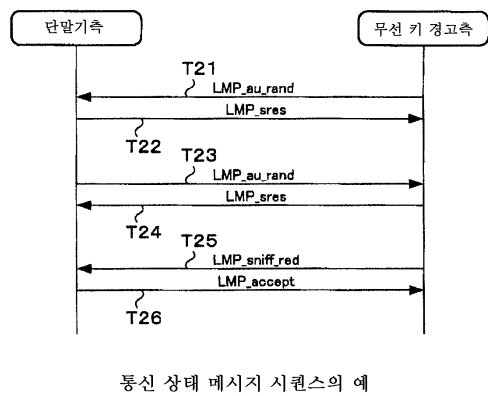 단말기측
무선 키 경고측
T21
LMP_au_rand
LMP_sres
T22
T23
LMP_au_rand
LMP_sres
T24
T25
LMP_sniff_red
LMP_accept
T26
통신 상태 메시지 시퀀스의 예